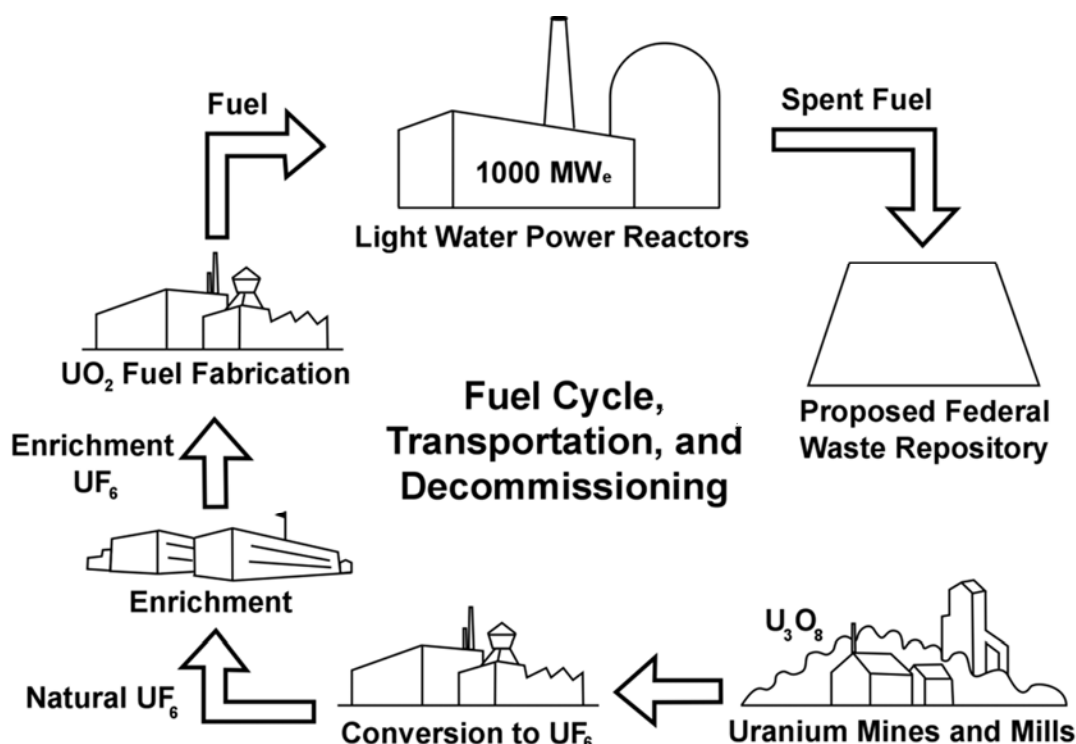 Fuel
Spent Fuel
1000 MWₑ
Light Water Power Reactors
UO₂ Fuel Fabrication
Fuel Cycle,
Transportation, and
Decommissioning
Proposed Federal
Waste Repository
Enrichment
UF₆
Enrichment
U₃O₈
Natural UF₆
Conversion to UF₆
Uranium Mines and Mills